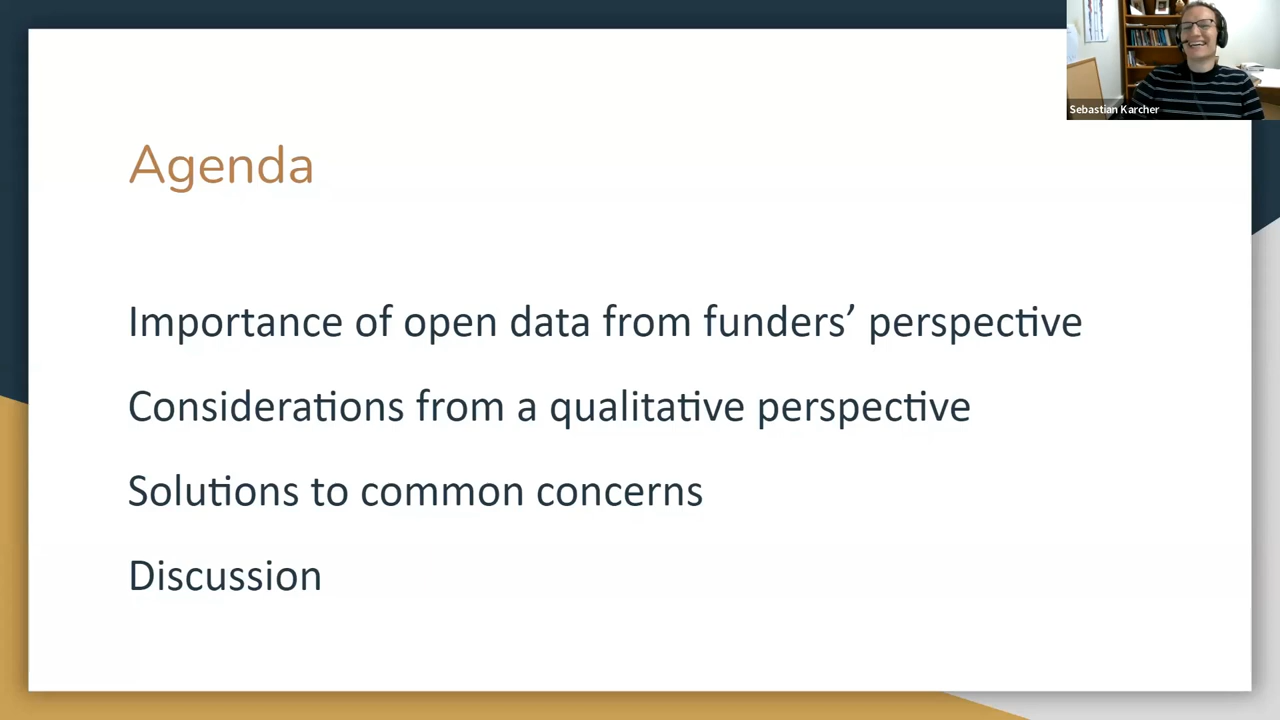 Sebastian Karcher
Agenda
Importance of open data from funders’ perspective
Considerations from a qualitative perspective
Solutions to common concerns
Discussion